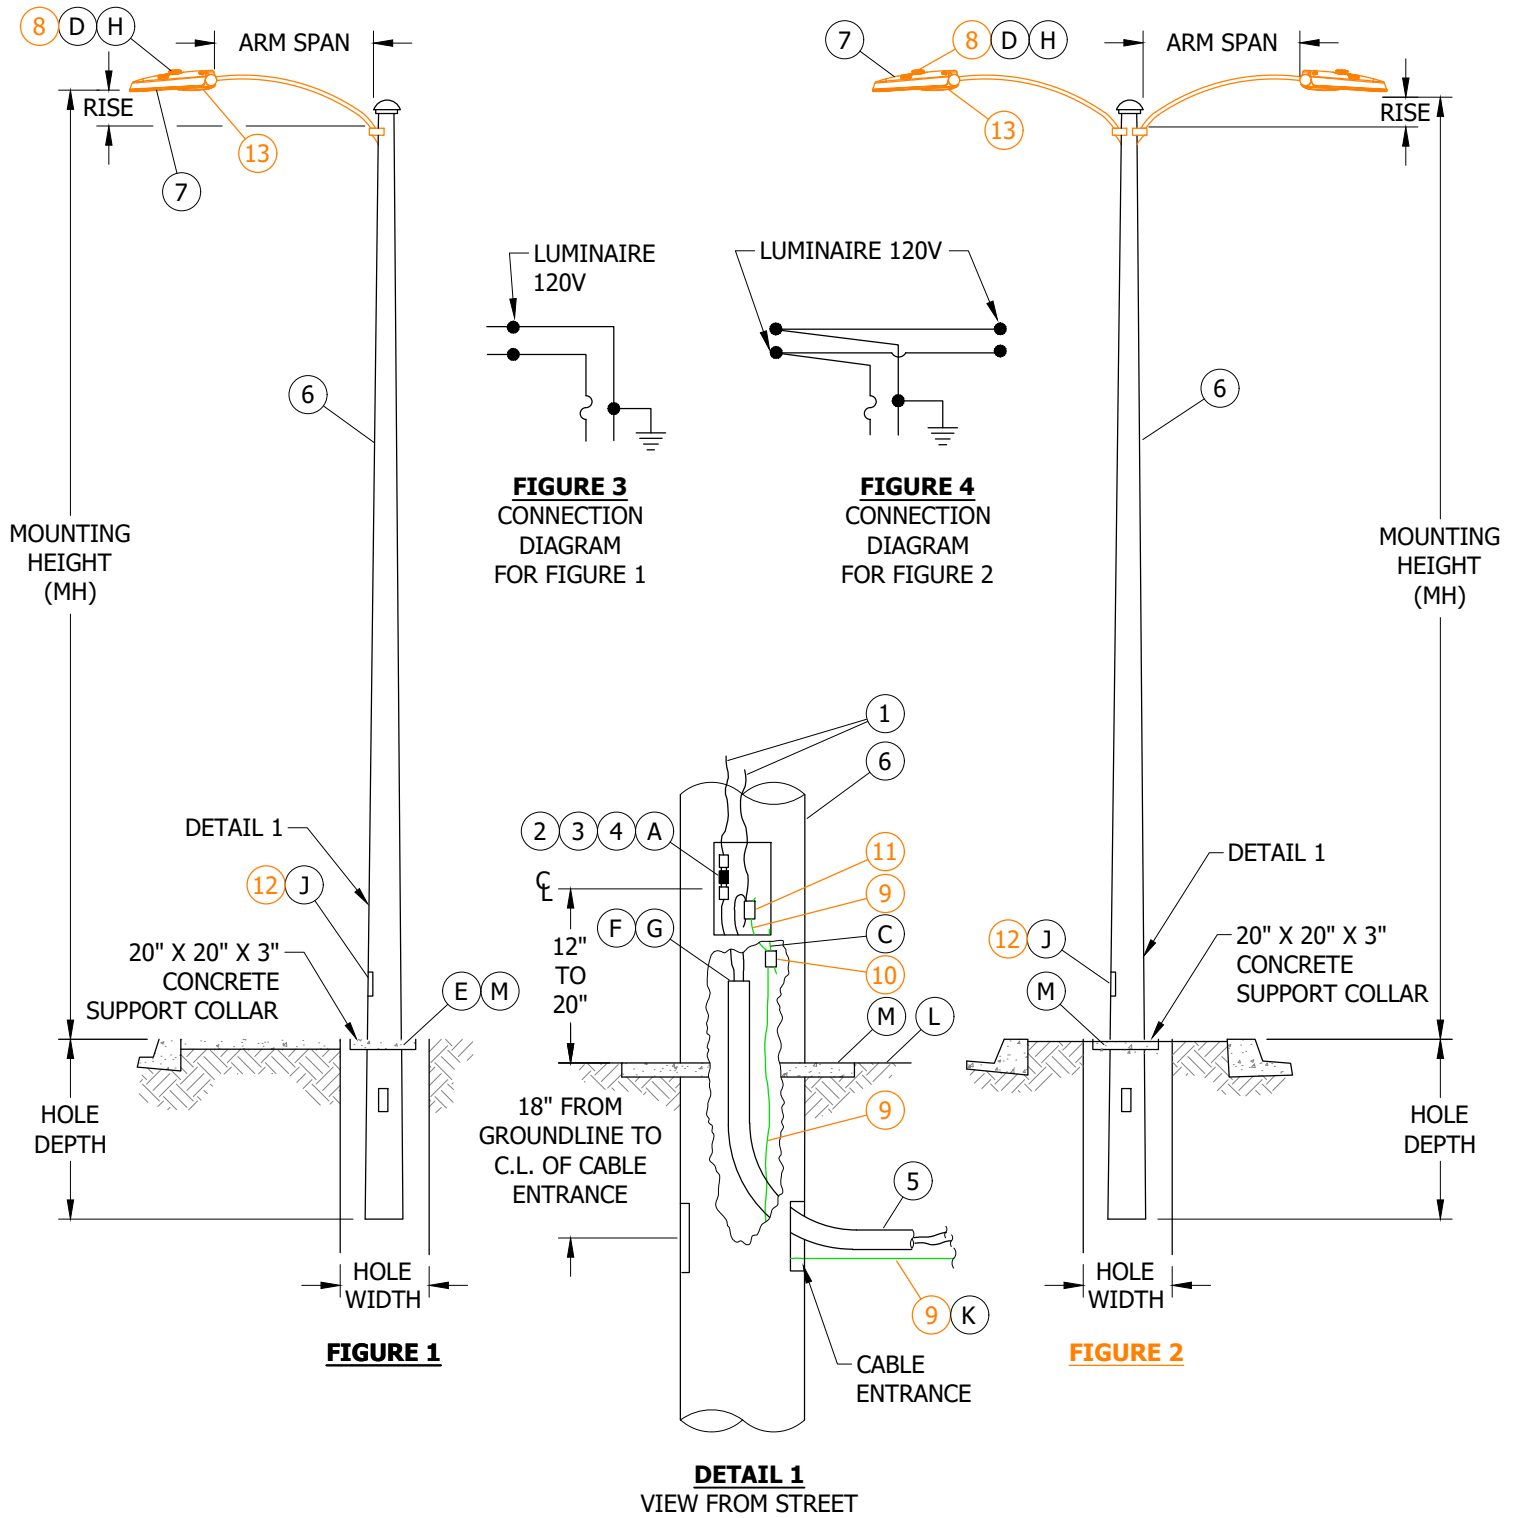 8 D H
ARM SPAN
RISE
13
7
7
8 D H
ARM SPAN
RISE
13
LUMINAIRE
120V
LUMINAIRE 120V
6
6
FIGURE 3
CONNECTION
DIAGRAM
FOR FIGURE 1
FIGURE 4
CONNECTION
DIAGRAM
FOR FIGURE 2
MOUNTING
HEIGHT
(MH)
MOUNTING
HEIGHT
(MH)
DETAIL 1
12 J
20" X 20" X 3"
CONCRETE
SUPPORT COLLAR
E M
HOLE
DEPTH
HOLE
WIDTH
FIGURE 1
1
6
2 3 4 A
11
9
CL
F G
C
10
12"
TO
20"
M L
18" FROM
GROUNDLINE TO
C.L. OF CABLE
ENTRANCE
9
5
9 K
CABLE
ENTRANCE
DETAIL 1
VIEW FROM STREET
DETAIL 1
12 J
M
20" X 20" X 3"
CONCRETE
SUPPORT COLLAR
HOLE
DEPTH
HOLE
WIDTH
FIGURE 2